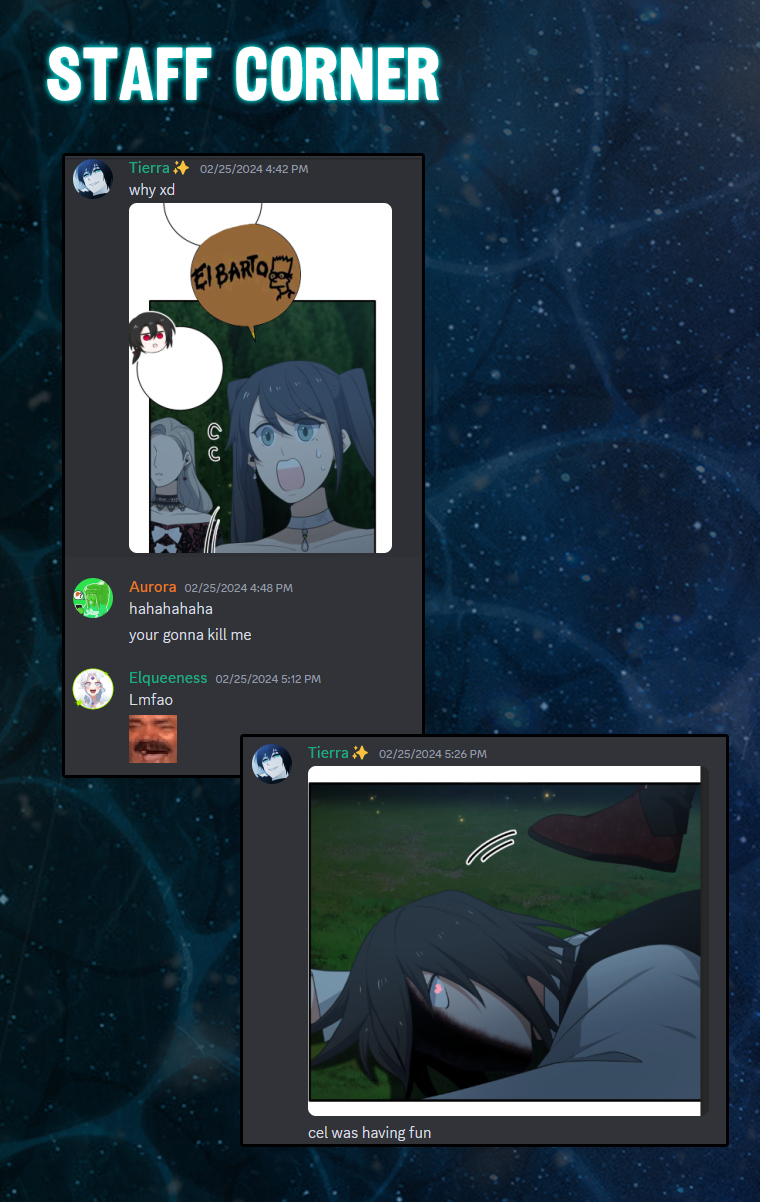 STAFF CORNER
Tierra✨ 02/25/2024 4:42 PM
why xd
El BARTO
C
C
Aurora 02/25/2024 4:48 PM
hahahahaha
your gonna kill me
Elqueeness 02/25/2024 5:12 PM
Lmfao
Tierra✨ 02/25/2024 5:26 PM
cel was having fun